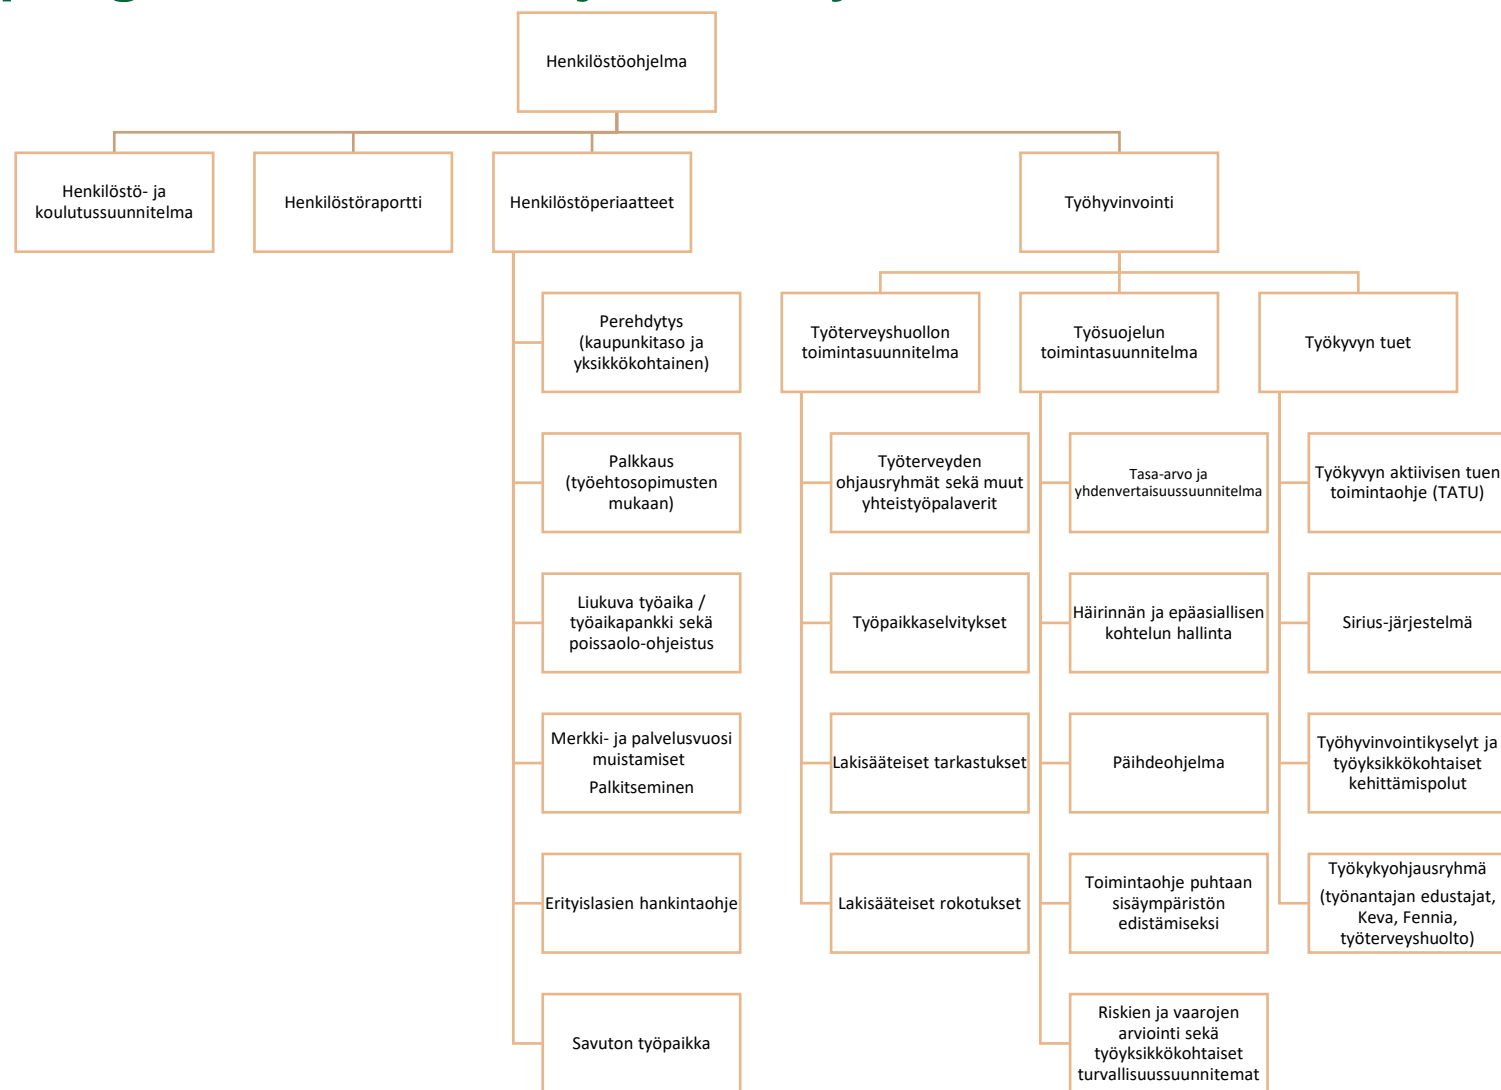 Henkilöstöohjelma
Henkilöstö- ja
koulutussuunnitelma
Henkilöstöraportti
Henkilöstöperiaatteet
Työhyvinvointi
Perehdytys
(kaupunkitaso ja
yksikkökohtainen)
Palkkaus
(työehtosopimusten
mukaan)
Liukuva työaika /
työaikapankki sekä
poissaolo-ohjeistus
Merkki- ja palvelusvuosi
muistamiset
Palkitseminen
Erityislasien hankintaohje
Savuton työpaikka
Työterveyshuollon
toimintasuunnitelma
Työterveyden
ohjausryhmät sekä muut
yhteistyöpalaverit
Työpaikkaselvitykset
Lakisääteiset tarkastukset
Lakisääteiset rokotukset
Työsuojelun
toimintasuunnitelma
Tasa-arvo ja
yhdenvertaisuussuunnitelma
Häirinnän ja epäasiallisen
kohtelun hallinta
Päihdeohjelma
Toimintaohje puhtaan
sisäympäristön
edistämiseksi
Riskien ja vaarojen
arviointi sekä
työyksikkökohtaiset
turvallisuussuunnitemat
Työkyvyn tuet
Työkyvyn aktiivisen tuen
toimintaohje (TATU)
Sirius-järjestelmä
Työhyvinvointikyselyt ja
työyksikkökohtaiset
kehittämispolut
Työkykyohjausryhmä
(työnantajan edustajat,
Keva, Fennia,
työterveyshuolto)